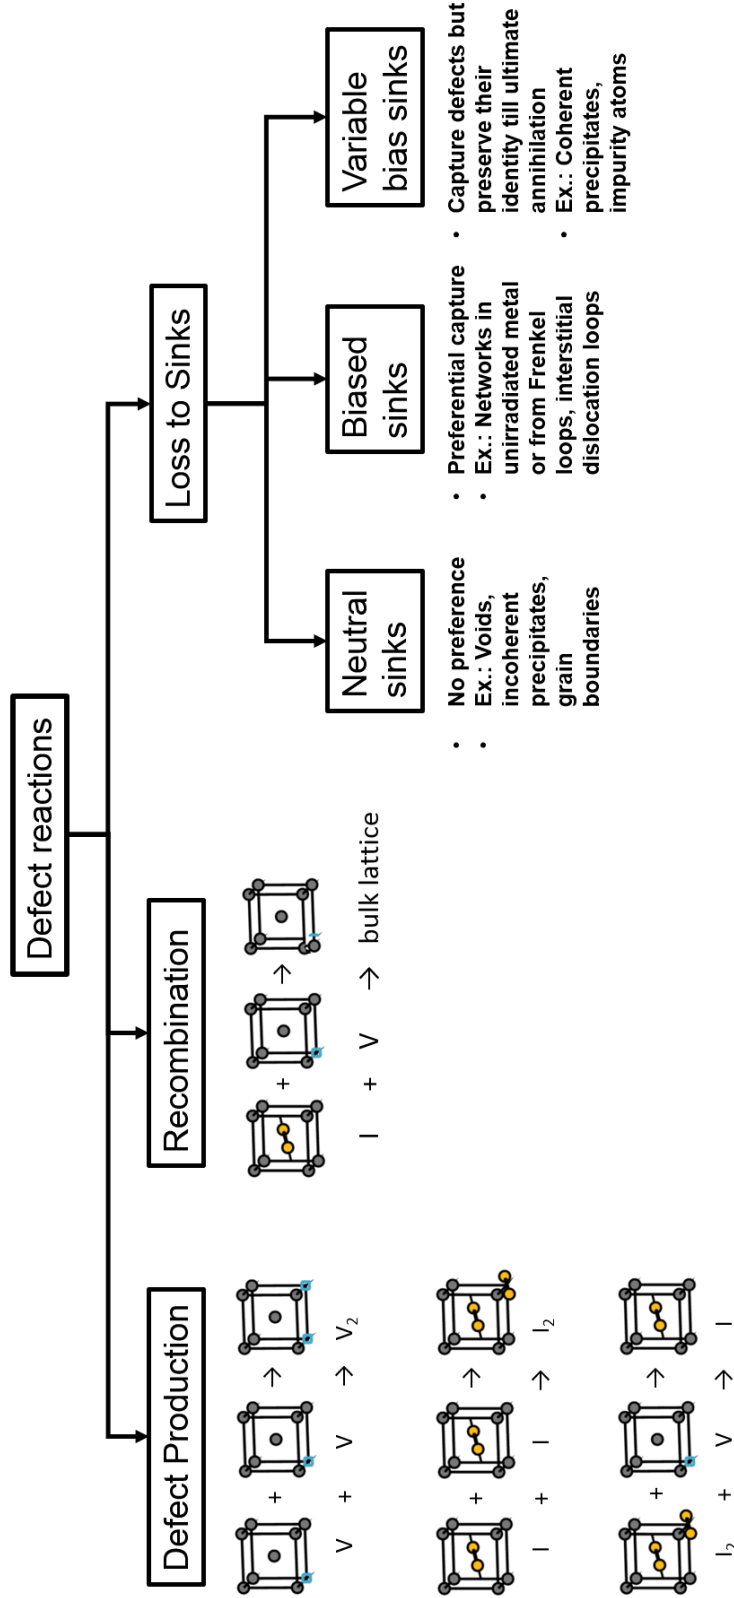 Defect reactions
Defect Production
Recombination
Loss to Sinks
V + V → V₂
I + I → I₂
I₂ + V → I
I + V → bulk lattice
Neutral
sinks
• No preference
• Ex.: Voids,
incoherent
precipitates,
grain
boundaries
Biased
sinks
• Preferential capture
• Ex.: Networks in
unirradiated metal
or from Frenkel
loops, interstitial
dislocation loops
Variable
bias sinks
• Capture defects but
preserve their
identity till ultimate
annihilation
• Ex.: Coherent
precipitates,
impurity atoms